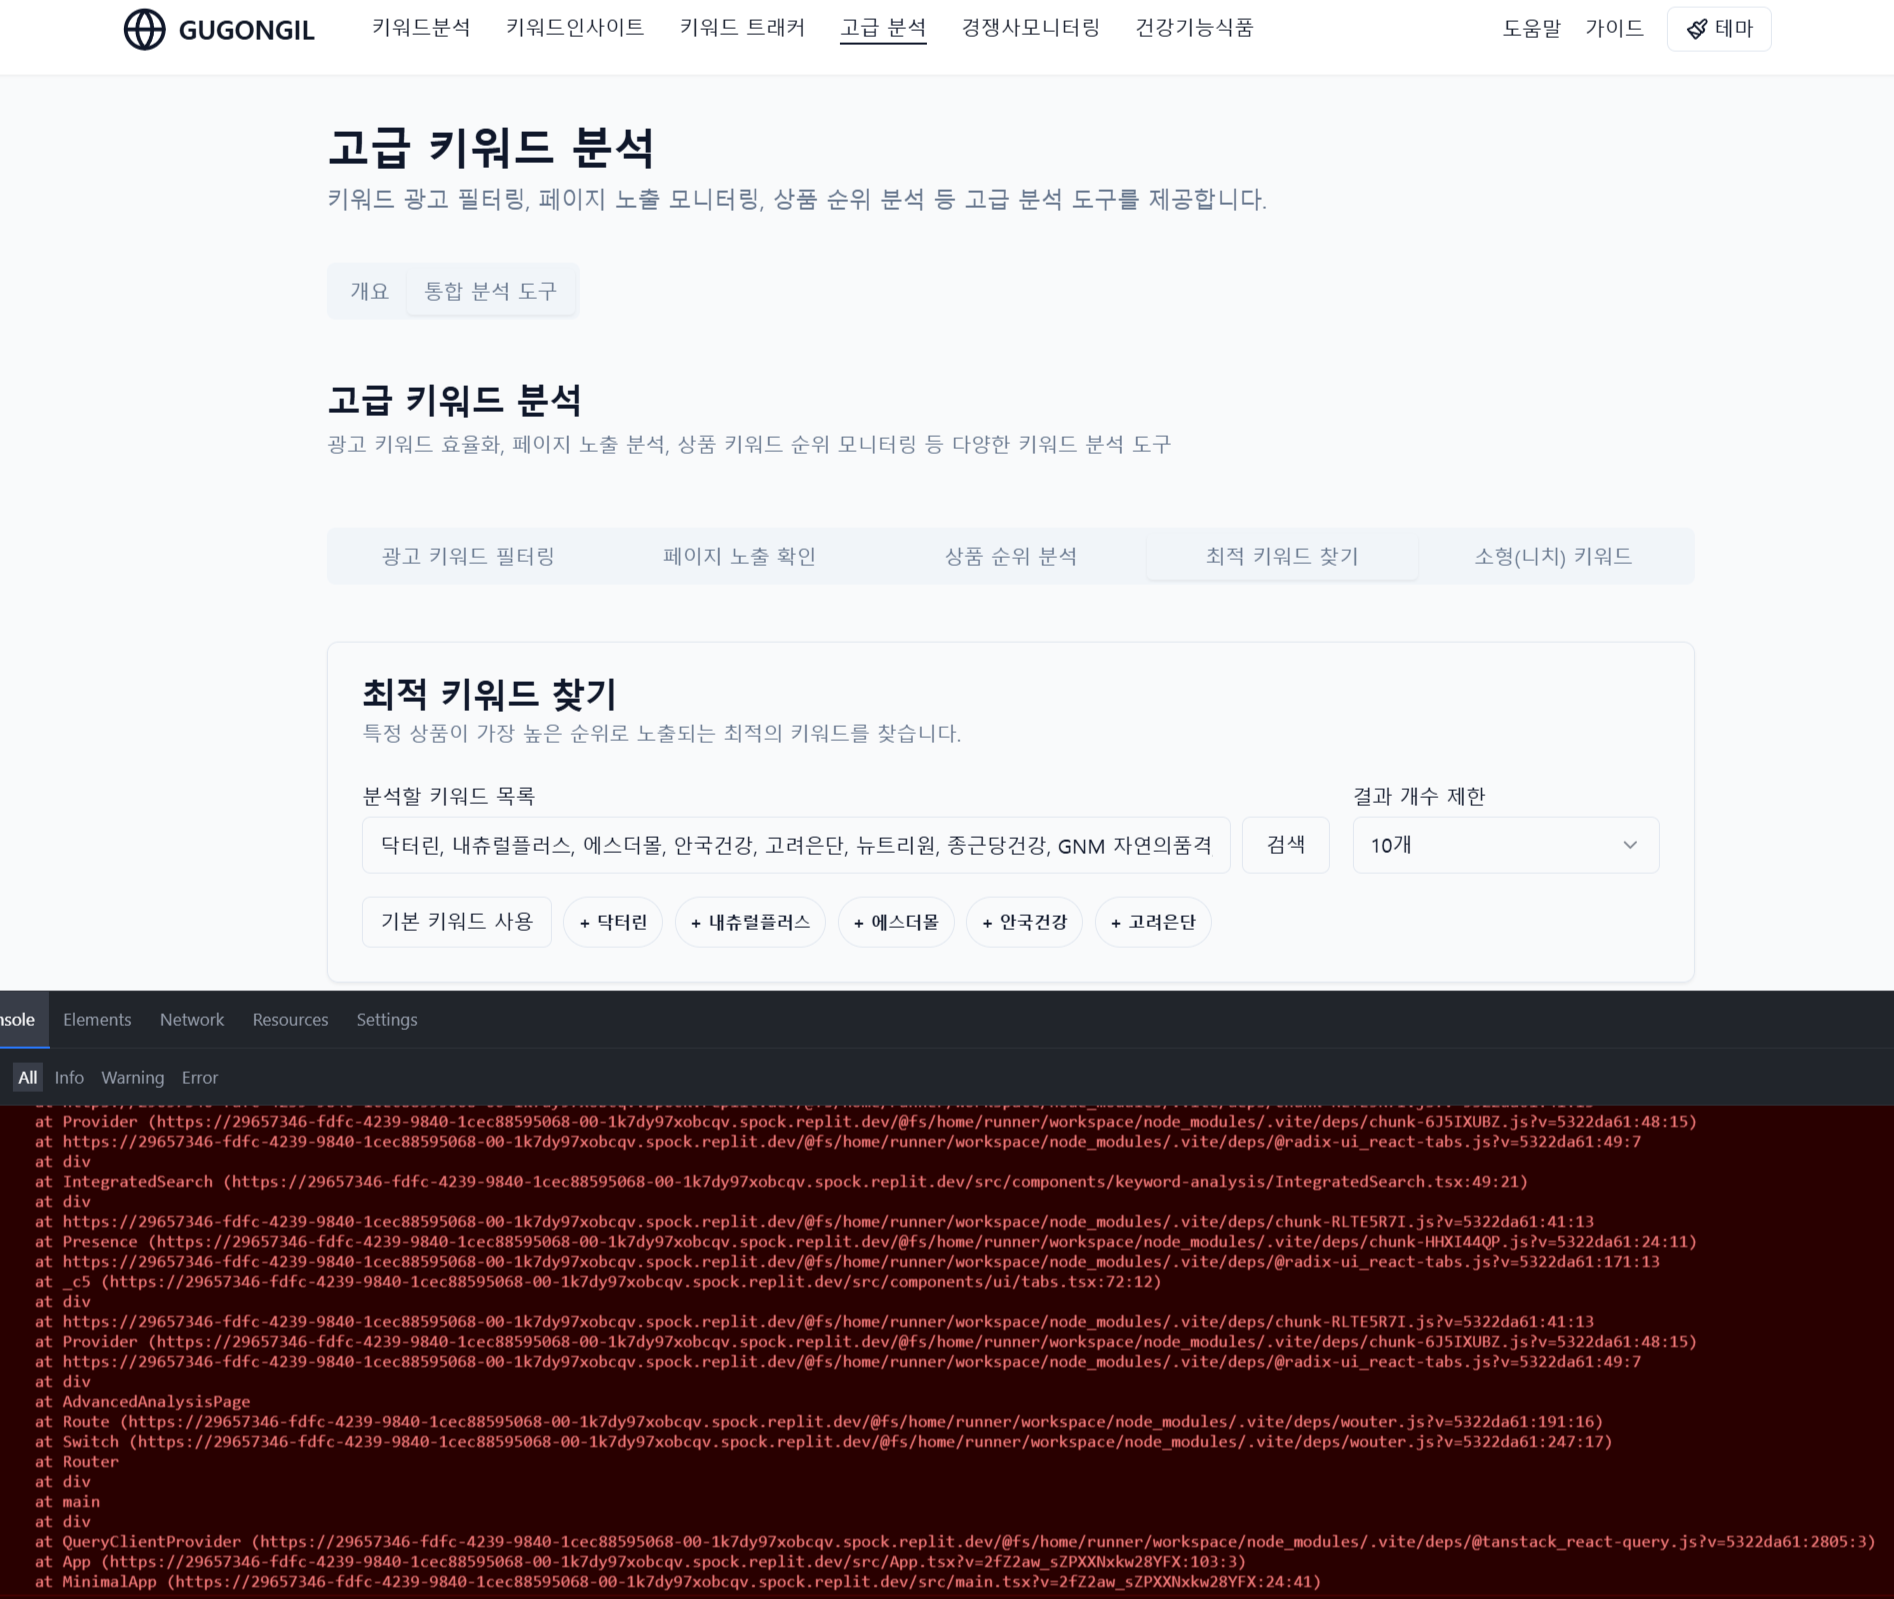 GUGONGIL 키워드분석 키워드인사이트 키워드 트래커 고급 분석 경쟁사모니터링 건강기능식품 도움말 가이드 테마
고급 키워드 분석
키워드 광고 필터링, 페이지 노출 모니터링, 상품 순위 분석 등 고급 분석 도구를 제공합니다.
개요 통합 분석 도구
고급 키워드 분석
광고 키워드 효율화, 페이지 노출 분석, 상품 키워드 순위 모니터링 등 다양한 키워드 분석 도구
광고 키워드 필터링 페이지 노출 확인 상품 순위 분석 최적 키워드 찾기 소형(니치) 키워드
최적 키워드 찾기
특정 상품이 가장 높은 순위로 노출되는 최적의 키워드를 찾습니다.
분석할 키워드 목록 결과 개수 제한
닥터린, 내츄럴플러스, 에스더몰, 안국건강, 고려은단, 뉴트리원, 종근당건강, GNM 자연의품격 검색 10개
기본 키워드 사용 + 닥터린 + 내츄럴플러스 + 에스더몰 + 안국건강 + 고려은단
nsole Elements Network Resources Settings
All Info Warning Error
at Provider (https://29657346-fdfc-4239-9840-1cec88595068-00-1k7dy97xobcqv.spock.replit.dev/@fs/home/runner/workspace/node_modules/.vite/deps/chunk-6J5IXUBZ.js?v=5322da61:48:15)
at https://29657346-fdfc-4239-9840-1cec88595068-00-1k7dy97xobcqv.spock.replit.dev/@fs/home/runner/workspace/node_modules/.vite/deps/@radix-ui_react-tabs.js?v=5322da61:49:7
at div
at IntegratedSearch (https://29657346-fdfc-4239-9840-1cec88595068-00-1k7dy97xobcqv.spock.replit.dev/src/components/keyword-analysis/IntegratedSearch.tsx:49:21)
at div
at https://29657346-fdfc-4239-9840-1cec88595068-00-1k7dy97xobcqv.spock.replit.dev/@fs/home/runner/workspace/node_modules/.vite/deps/chunk-RLTE5R7I.js?v=5322da61:41:13
at Presence (https://29657346-fdfc-4239-9840-1cec88595068-00-1k7dy97xobcqv.spock.replit.dev/@fs/home/runner/workspace/node_modules/.vite/deps/chunk-HHXI44QP.js?v=5322da61:24:11)
at https://29657346-fdfc-4239-9840-1cec88595068-00-1k7dy97xobcqv.spock.replit.dev/@fs/home/runner/workspace/node_modules/.vite/deps/@radix-ui_react-tabs.js?v=5322da61:171:13
at _c5 (https://29657346-fdfc-4239-9840-1cec88595068-00-1k7dy97xobcqv.spock.replit.dev/src/components/ui/tabs.tsx:72:12)
at div
at https://29657346-fdfc-4239-9840-1cec88595068-00-1k7dy97xobcqv.spock.replit.dev/@fs/home/runner/workspace/node_modules/.vite/deps/chunk-RLTE5R7I.js?v=5322da61:41:13
at Provider (https://29657346-fdfc-4239-9840-1cec88595068-00-1k7dy97xobcqv.spock.replit.dev/@fs/home/runner/workspace/node_modules/.vite/deps/chunk-6J5IXUBZ.js?v=5322da61:48:15)
at https://29657346-fdfc-4239-9840-1cec88595068-00-1k7dy97xobcqv.spock.replit.dev/@fs/home/runner/workspace/node_modules/.vite/deps/@radix-ui_react-tabs.js?v=5322da61:49:7
at div
at AdvancedAnalysisPage
at Route (https://29657346-fdfc-4239-9840-1cec88595068-00-1k7dy97xobcqv.spock.replit.dev/@fs/home/runner/workspace/node_modules/.vite/deps/wouter.js?v=5322da61:191:16)
at Switch (https://29657346-fdfc-4239-9840-1cec88595068-00-1k7dy97xobcqv.spock.replit.dev/@fs/home/runner/workspace/node_modules/.vite/deps/wouter.js?v=5322da61:247:17)
at Router
at div
at main
at div
at QueryClientProvider (https://29657346-fdfc-4239-9840-1cec88595068-00-1k7dy97xobcqv.spock.replit.dev/@fs/home/runner/workspace/node_modules/.vite/deps/@tanstack_react-query.js?v=5322da61:2805:3)
at App (https://29657346-fdfc-4239-9840-1cec88595068-00-1k7dy97xobcqv.spock.replit.dev/src/App.tsx?v=2fZ2aw_sZPXXNxkw28YFX:103:3)
at MinimalApp (https://29657346-fdfc-4239-9840-1cec88595068-00-1k7dy97xobcqv.spock.replit.dev/src/main.tsx?v=2fZ2aw_sZPXXNxkw28YFX:24:41)